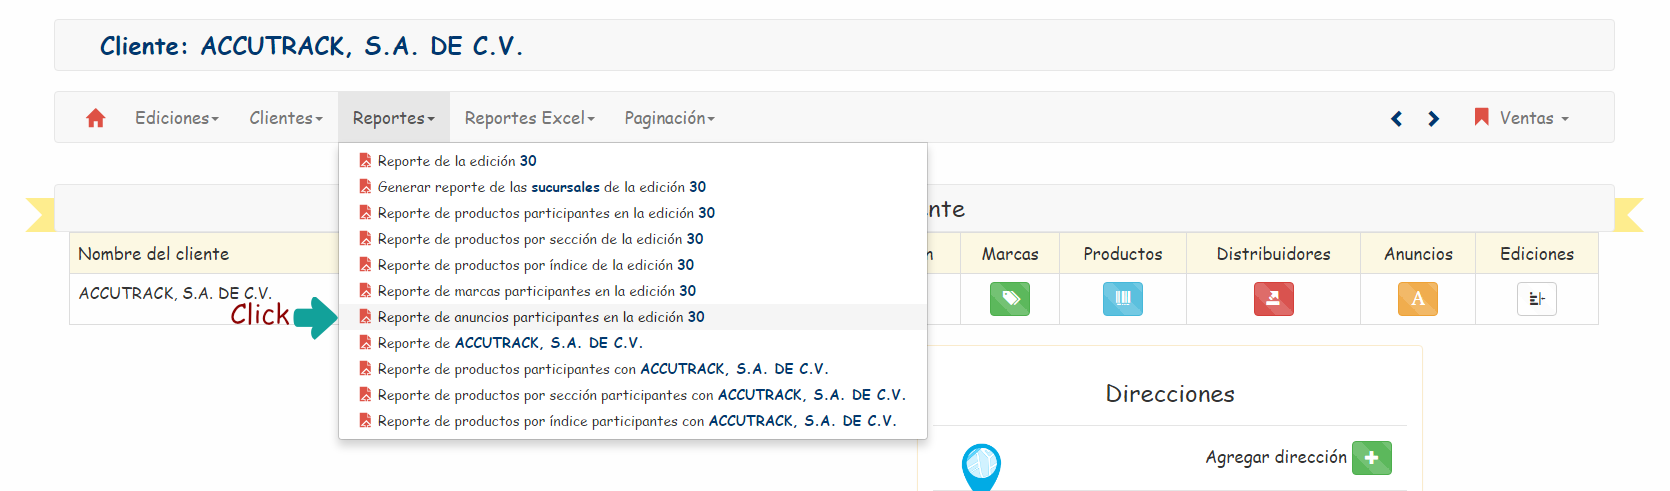 Cliente: ACCUTRACK, S.A. DE C.V.
Ediciones Clientes Reportes Reportes Excel Paginación Ventas
Reporte de la edición 30
Generar reporte de las sucursales de la edición 30
Reporte de productos participantes en la edición 30
Reporte de productos por sección de la edición 30
Reporte de productos por índice de la edición 30
Reporte de marcas participantes en la edición 30
Reporte de anuncios participantes en la edición 30
Reporte de ACCUTRACK, S.A. DE C.V.
Reporte de productos participantes con ACCUTRACK, S.A. DE C.V.
Reporte de productos por sección participantes con ACCUTRACK, S.A. DE C.V.
Reporte de productos por índice participantes con ACCUTRACK, S.A. DE C.V.
nte
Nombre del cliente n Marcas Productos Distribuidores Anuncios Ediciones
ACCUTRACK, S.A. DE C.V. A
Click
Direcciones
Agregar dirección